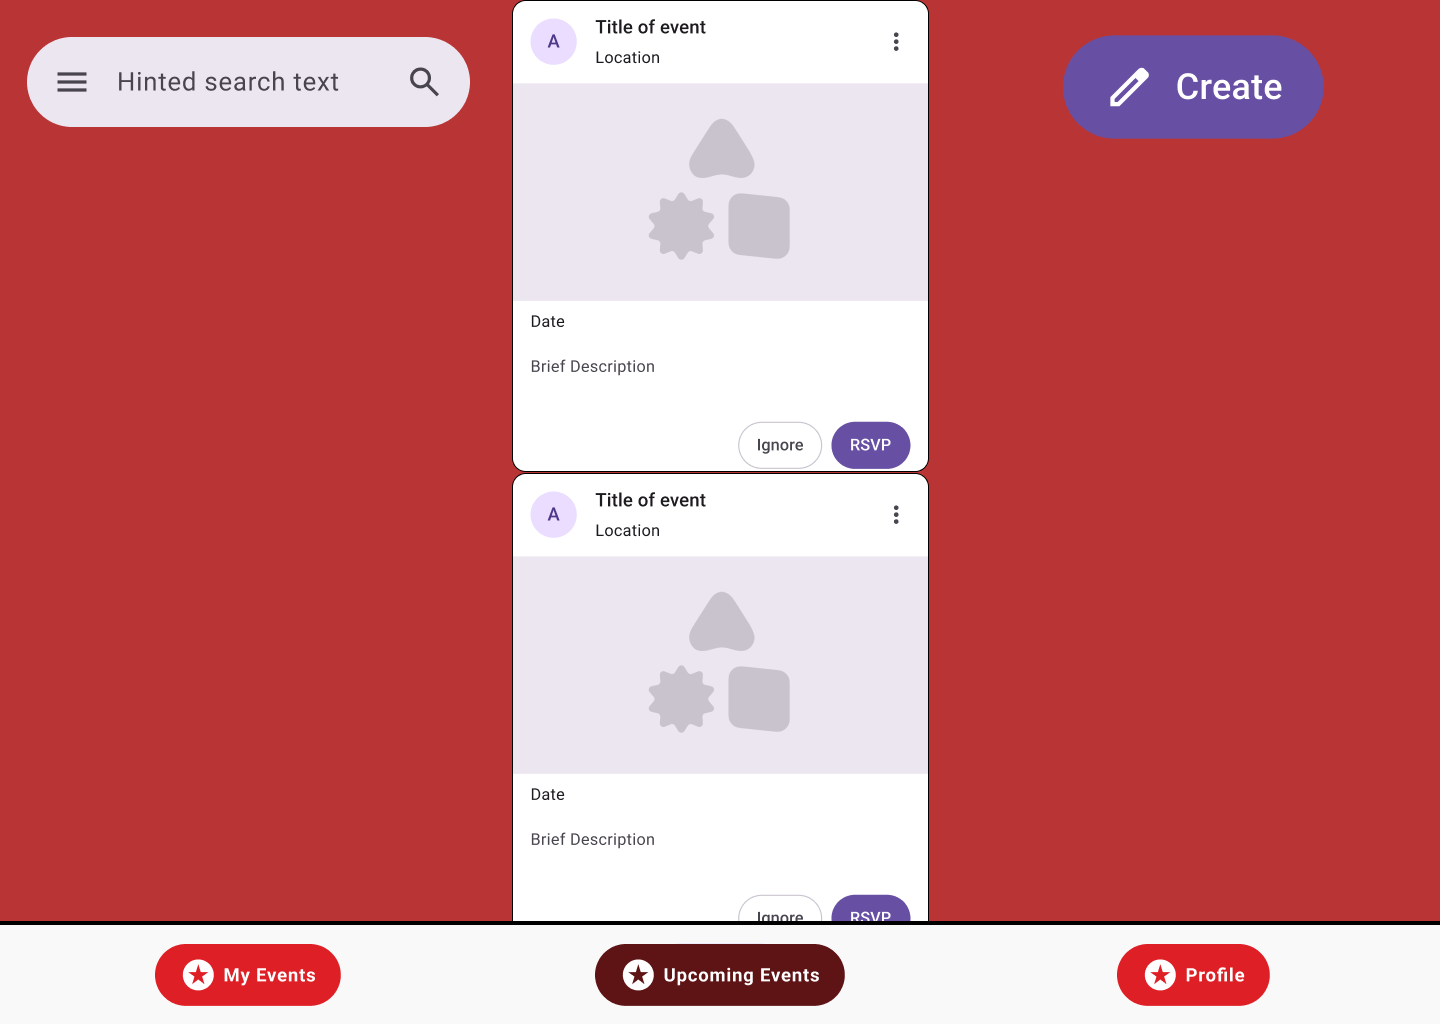 Hinted search text
Create
A
Title of event
Location
Date
Brief Description
Ignore
RSVP
A
Title of event
Location
Date
Brief Description
Ignore
RSVP
My Events
Upcoming Events
Profile